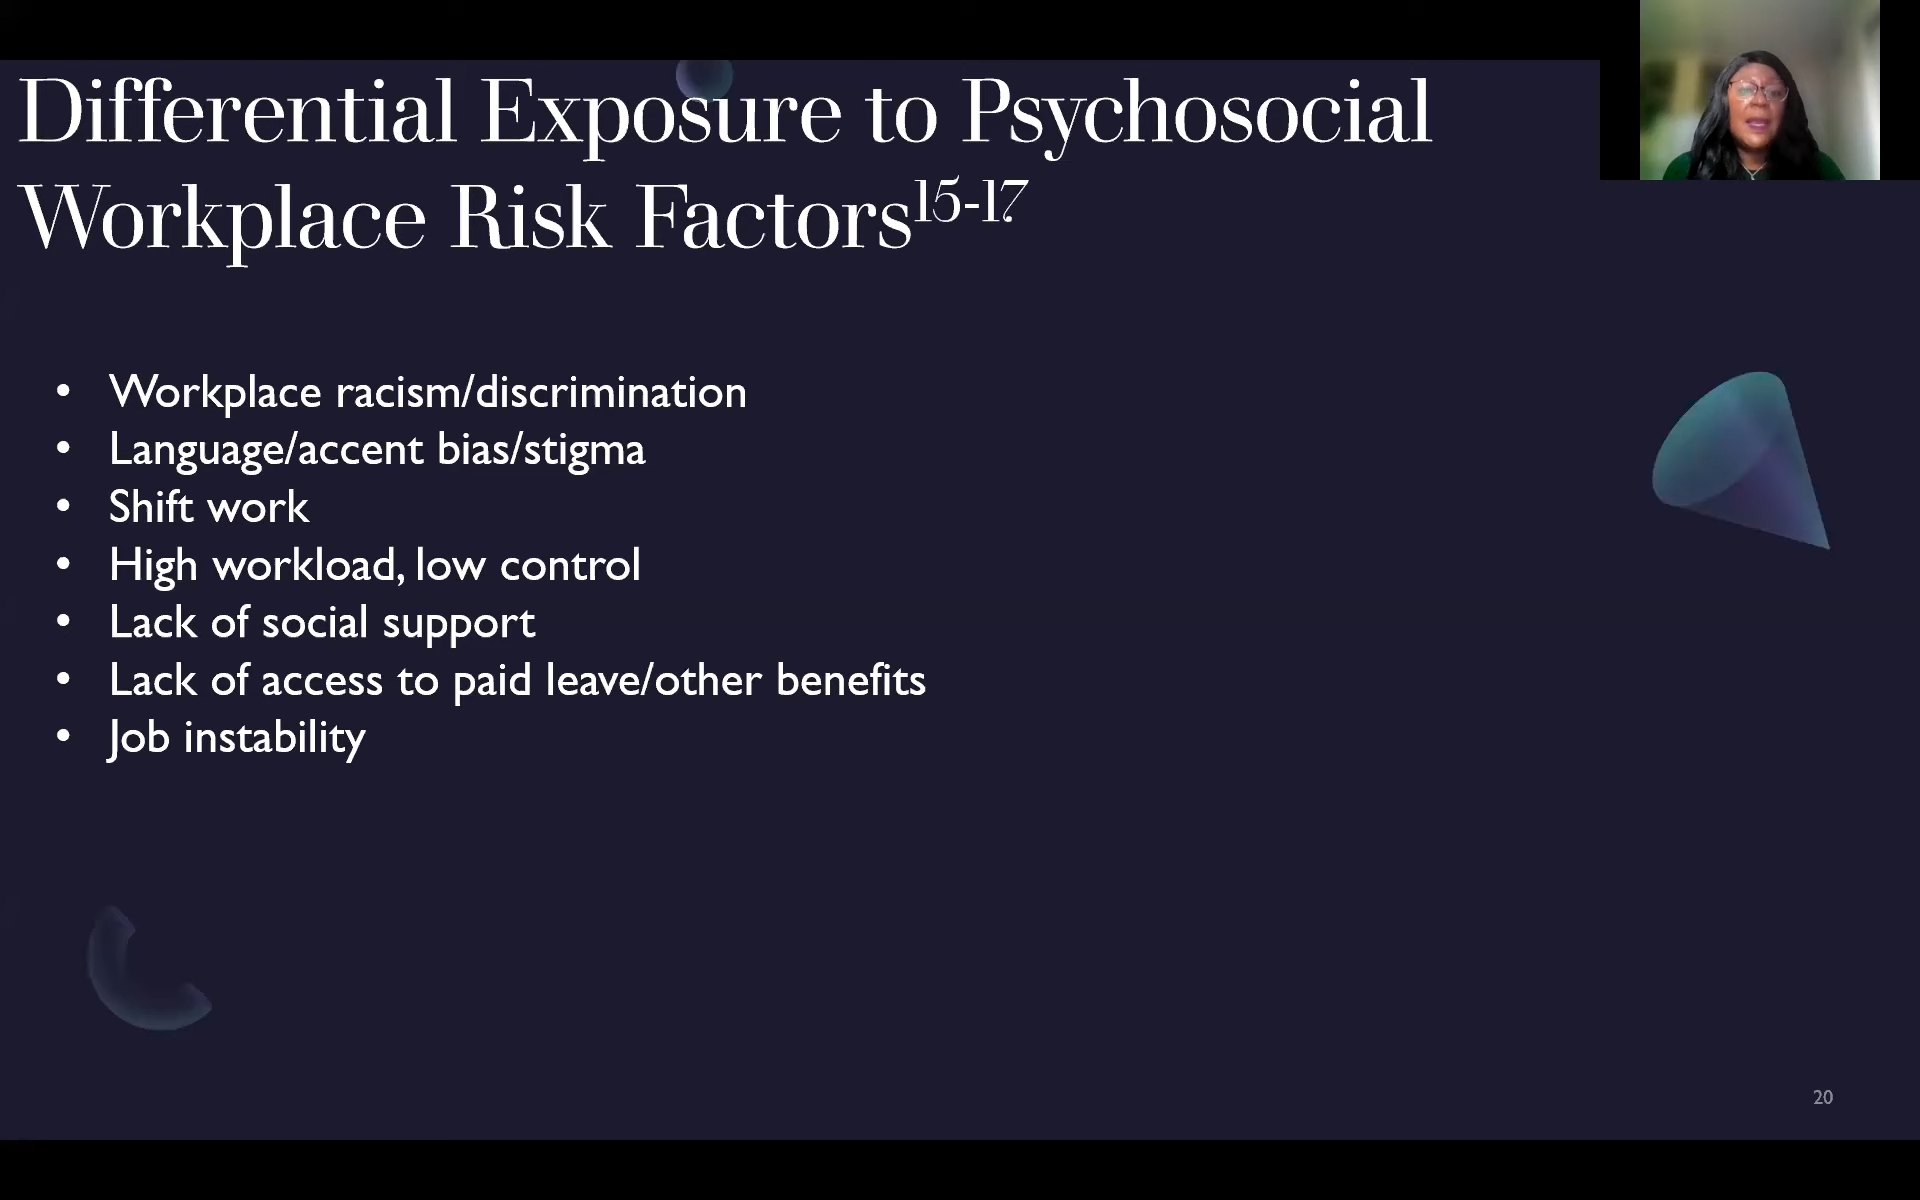 Differential Exposure to Psychosocial
Workplace Risk Factors15-17
• Workplace racism/discrimination
• Language/accent bias/stigma
• Shift work
• High workload, low control
• Lack of social support
• Lack of access to paid leave/other benefits
• Job instability
20